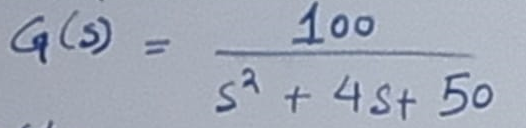 G(s) = 100 / s² + 4s + 50